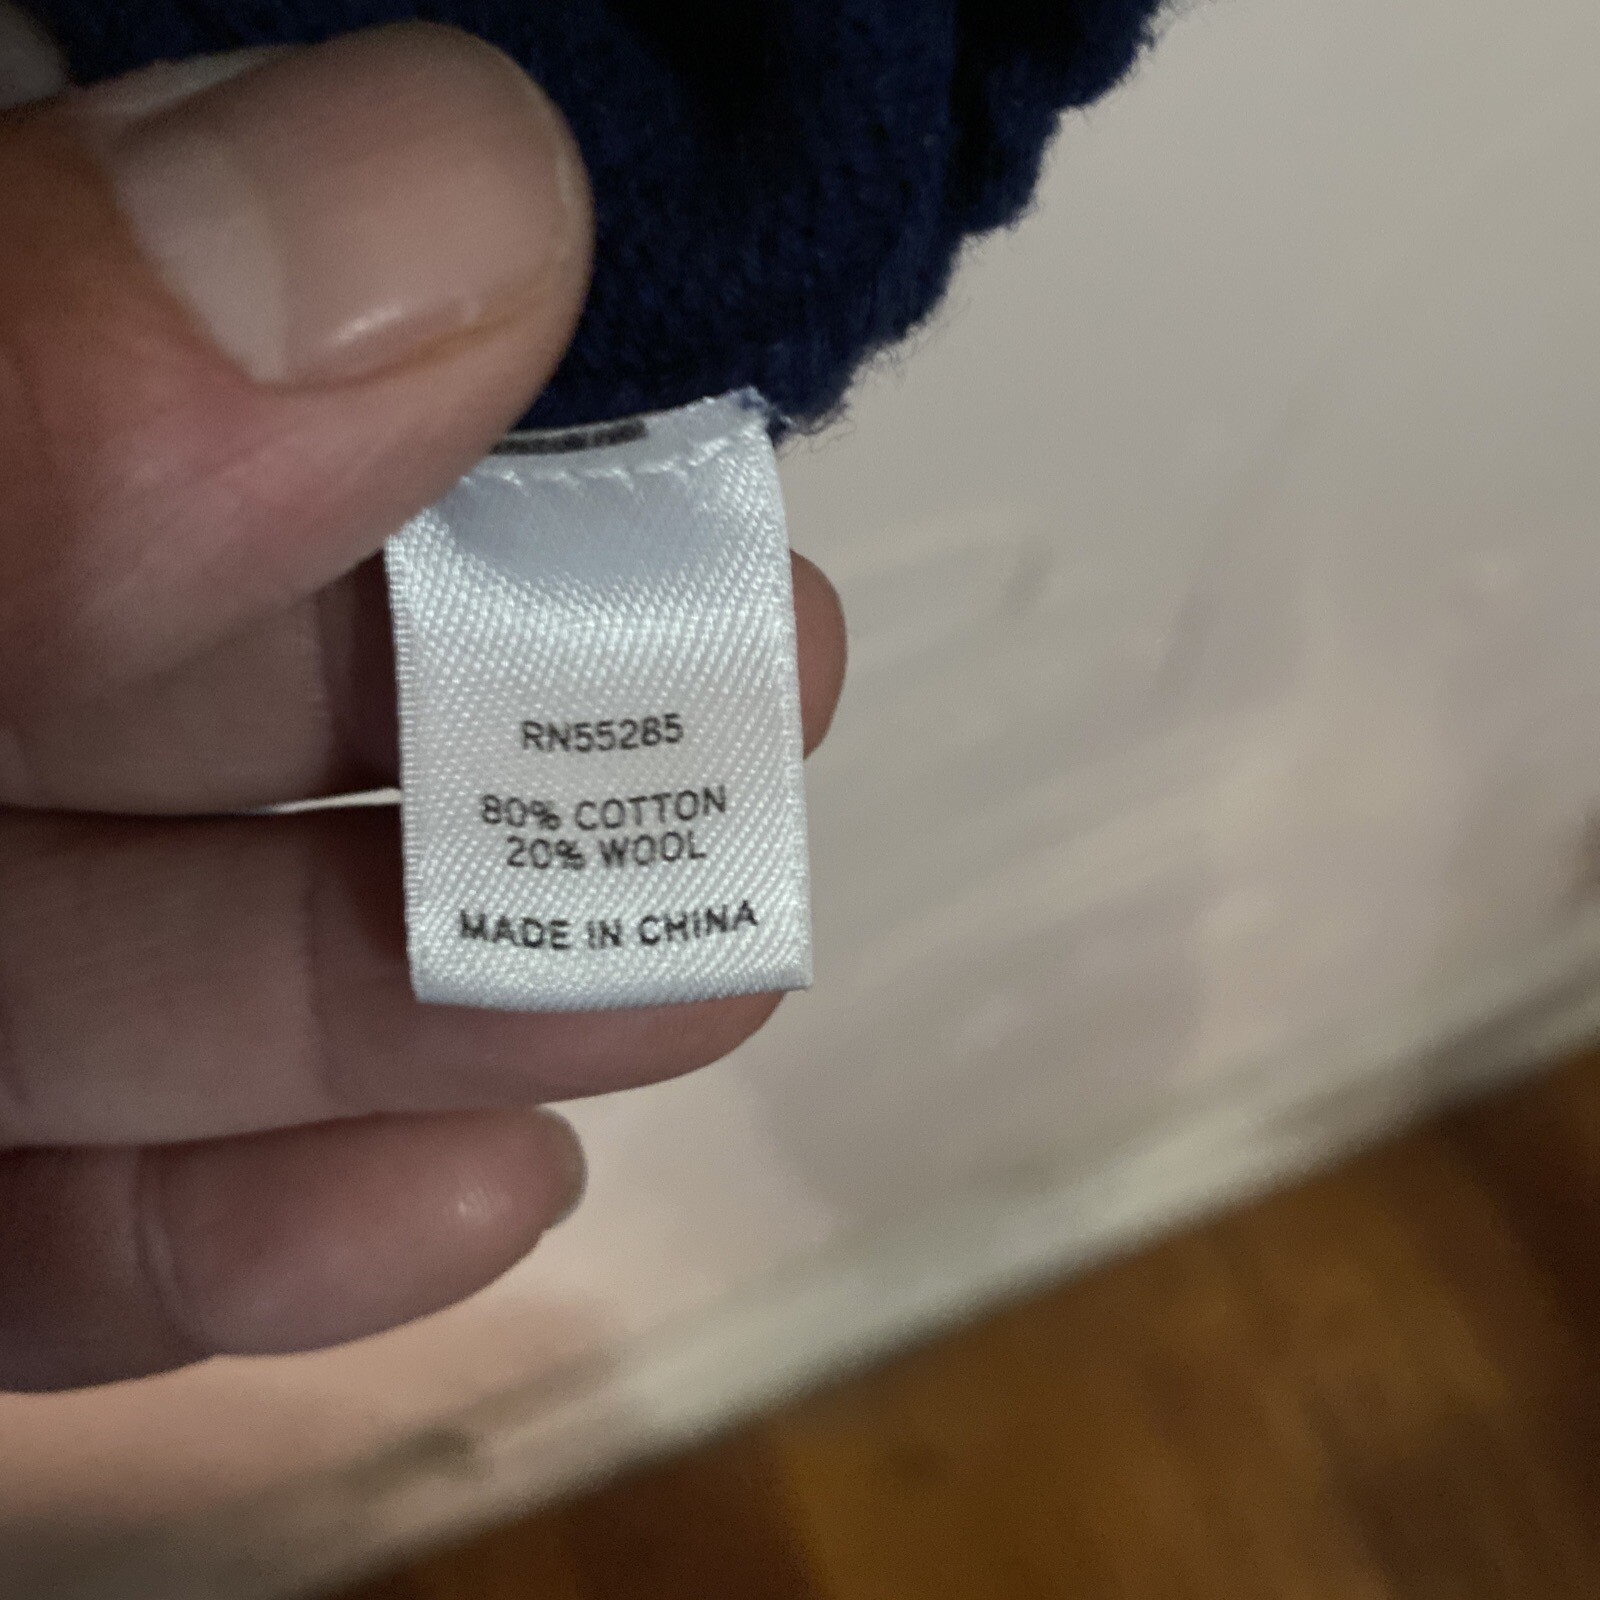 RN55285
80% COTTON
20% WOOL
MADE IN CHINA